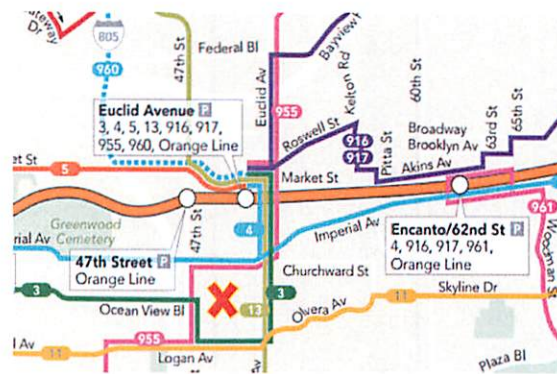 ateway
Dr
805
47th St
Federal Bl
Euclid Av
Bayview
Kelton Rd
60th St
960
955
Euclid Avenue P
3, 4, 5, 13, 916, 917,
955, 960, Orange Line
Roswell St
916
917
Pitta St
Broadway
Brooklyn Av
Akins Av
63rd St
65th St
et St
5
Market St
Greenwood
Cemetery
47th St
4
Imperial Av
Encanto/62nd St P
4, 916, 917, 961,
Orange Line
961
Woodman St
rial Av
47th Street P
Orange Line
Churchward St
3
Ocean View Bl
13
3
Skyline Dr
11
Olvera Av
955
l Av
11
Logan Av
Av
Plaza Bl